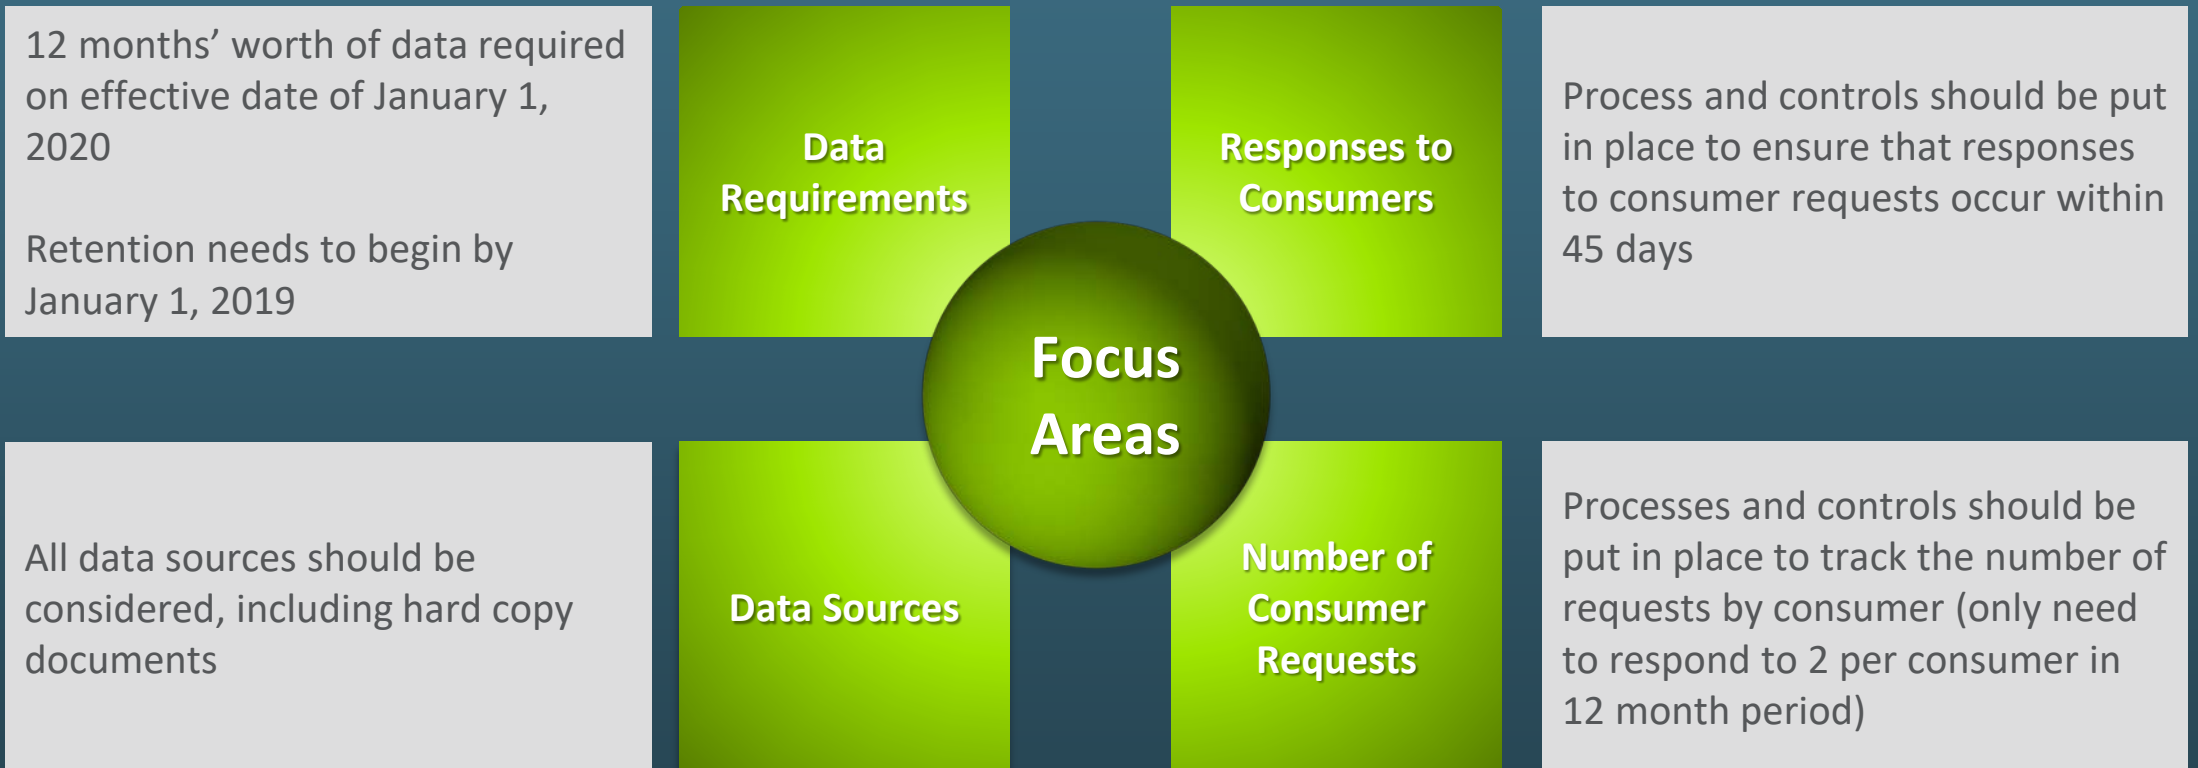 12 months’ worth of data required
on effective date of January 1,
2020
Retention needs to begin by
January 1, 2019
Data
Requirements
Responses to
Consumers
Process and controls should be put
in place to ensure that responses
to consumer requests occur within
45 days
Focus
Areas
All data sources should be
considered, including hard copy
documents
Data Sources
Number of
Consumer
Requests
Processes and controls should be
put in place to track the number of
requests by consumer (only need
to respond to 2 per consumer in
12 month period)